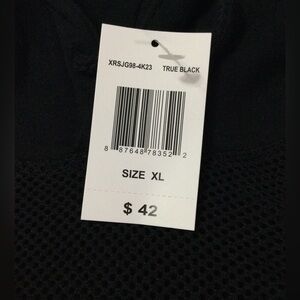 XRSJG98-4K23 TRUE BLACK
8 87648 78352 2
SIZE XL
$ 42